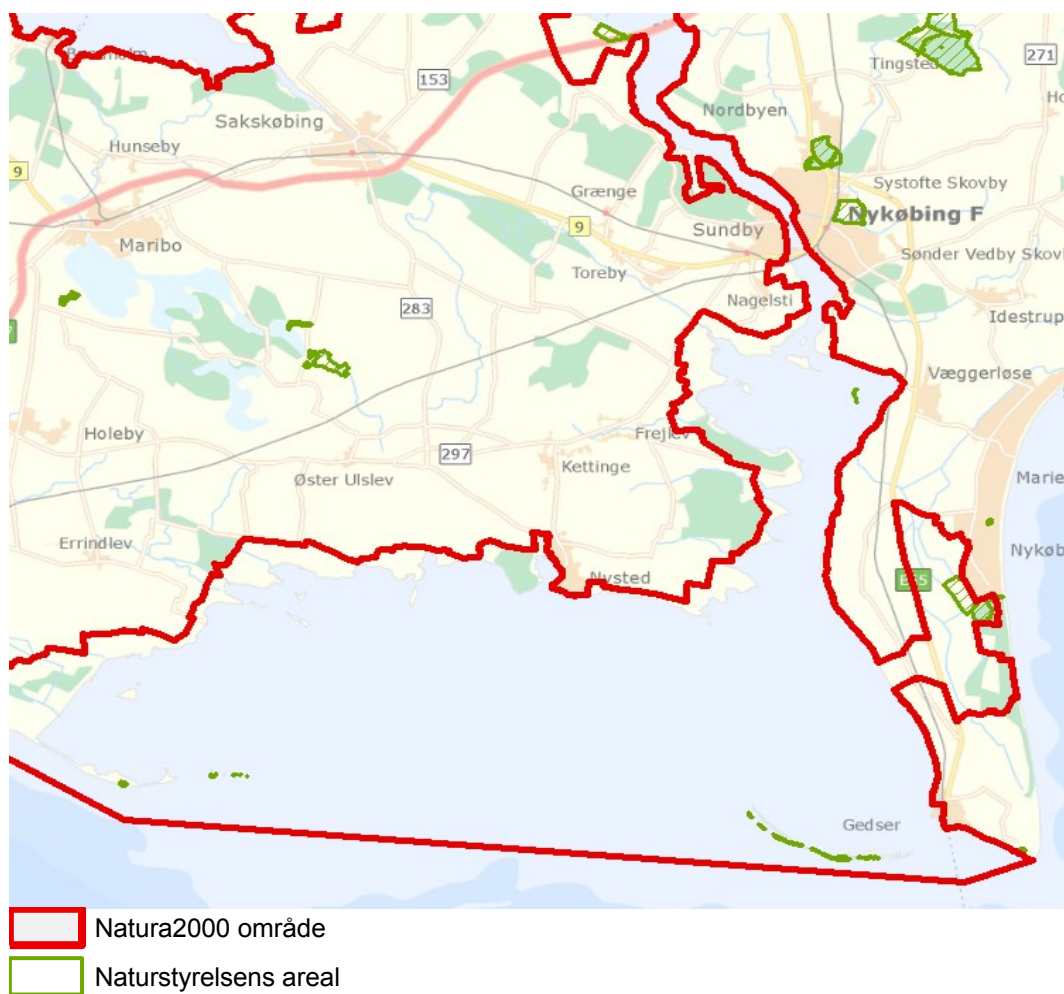 271
Tingsted
153
Nordbyen
Sakskøbing
Hunseby
9
Systofte Skovby
Grænge
Nykøbing F
9
Sundby
Maribo
Sønder Vedby Skovb
Toreby
Nagelsti
283
Idestrup
Væggerløse
Holeby
Frejlev
297
Kettinge
Øster Ulslev
Marie
Errindlev
Nykøb
Nysted
E55
Gedser
Natura2000 område
Naturstyrelsens areal